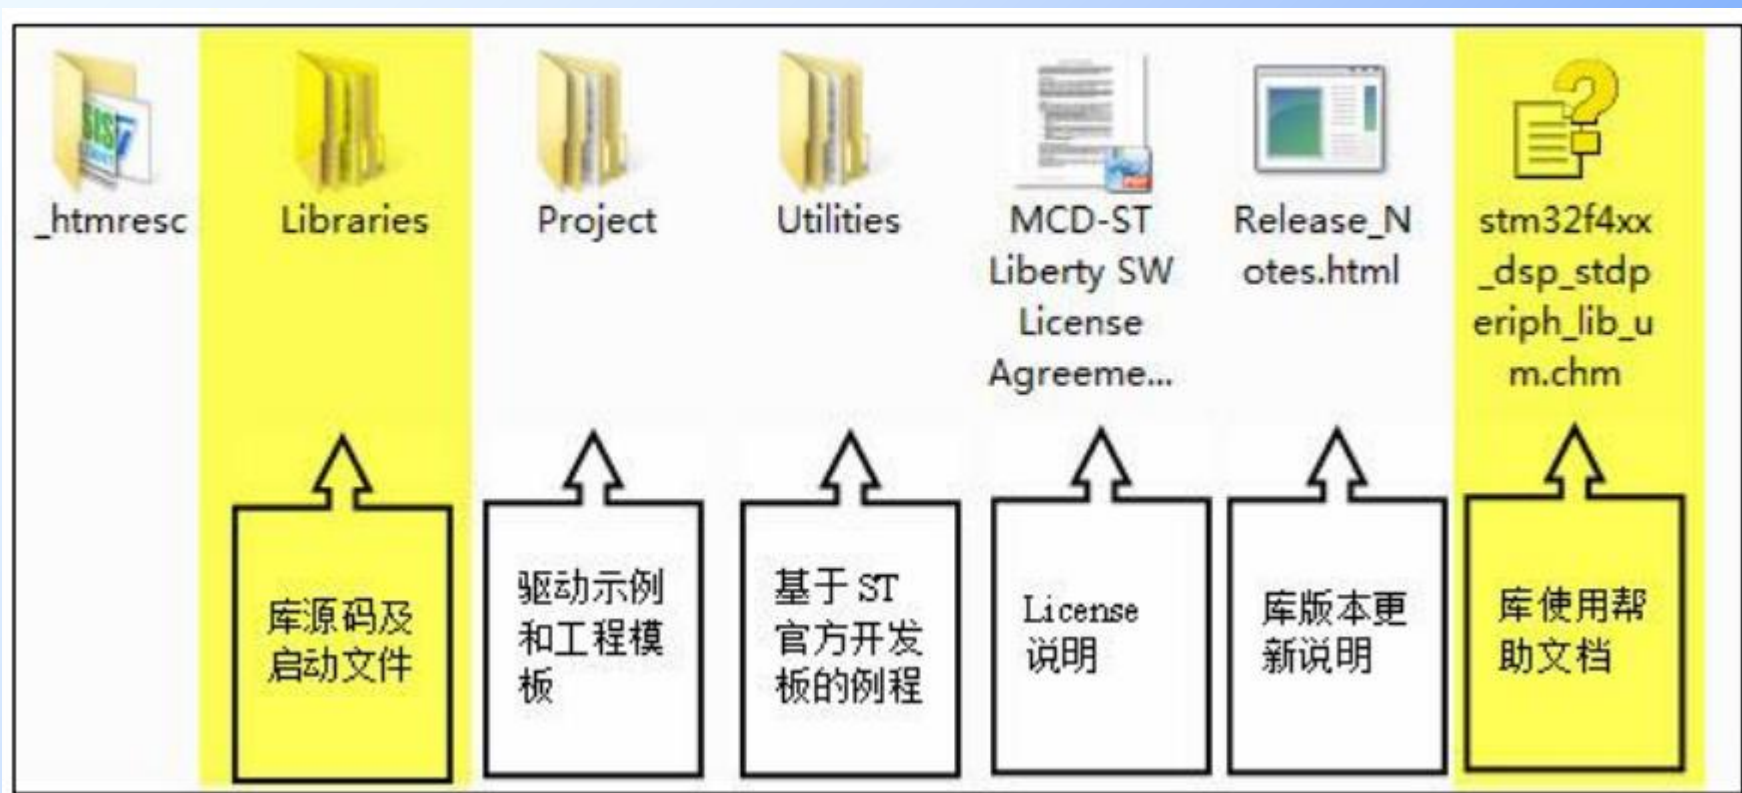 _htmresc
Libraries
Project
Utilities
MCD-ST
Liberty SW
License
Agreeme...
Release_N
otes.html
stm32f4xx
_dsp_stdp
eriph_lib_u
m.chm
库源码及
启动文件
驱动示例
和工程模
板
基于 ST
官方开发
板的例程
License
说明
库版本更
新说明
库使用帮
助文档